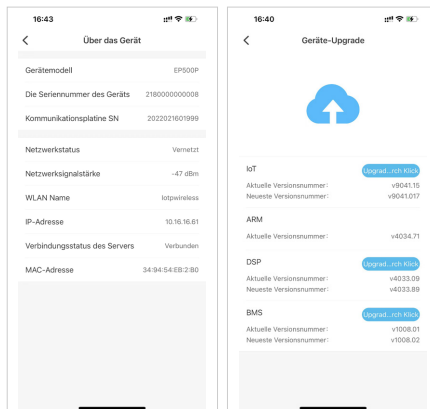 16:43
Über das Gerät
Gerätemodell EP500P
Die Seriennummer des Geräts 2180000000008
Kommunikationsplatine SN 2022021601999
Netzwerkstatus Vernetzt
Netzwerksignalstärke -47 dBm
WLAN Name Iotpwireless
IP-Adresse 10.16.16.61
Verbindungsstatus des Servers Verbunden
MAC-Adresse 34:94:54:EB:2:B0
16:40
Geräte-Upgrade
IoT Upgrad...rch Klick
Aktuelle Versionsnummer: v9041.15
Neueste Versionsnummer: v9041.017
ARM
Aktuelle Versionsnummer: v4034.71
DSP Upgrad...rch Klick
Aktuelle Versionsnummer: v4033.09
Neueste Versionsnummer: v4033.89
BMS Upgrad...rch Klick
Aktuelle Versionsnummer: v1008.01
Neueste Versionsnummer: v1008.02